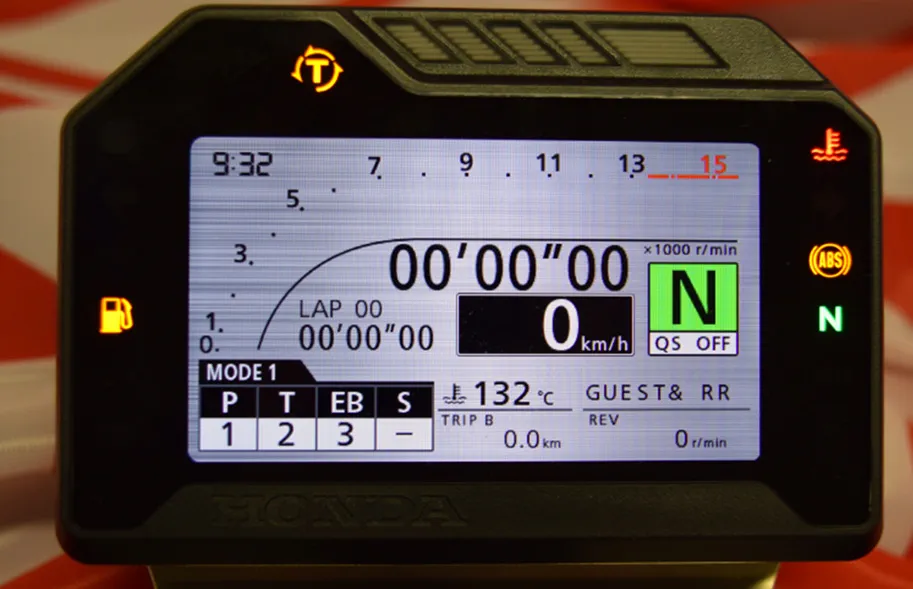 T
9:32
7. . 9. . 11. . 13. . 15
5.
3.
1.
0.
×1000 r/min
00'00"00
LAP 00
00'00"00
0 km/h
N
QS OFF
ABS
N
MODE 1
P T EB S
1 2 3 –
132 °C
GUEST& RR
TRIP B
0.0 km
REV
0 r/min
HONDA